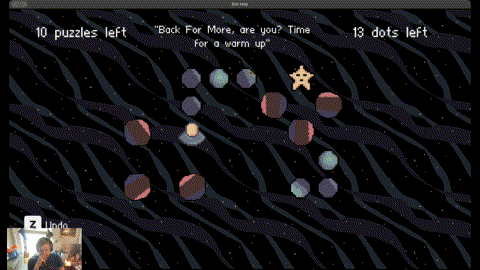 10 puzzles left
"Back For More, are you? Time
for a warm up"
13 dots left
Z Undo